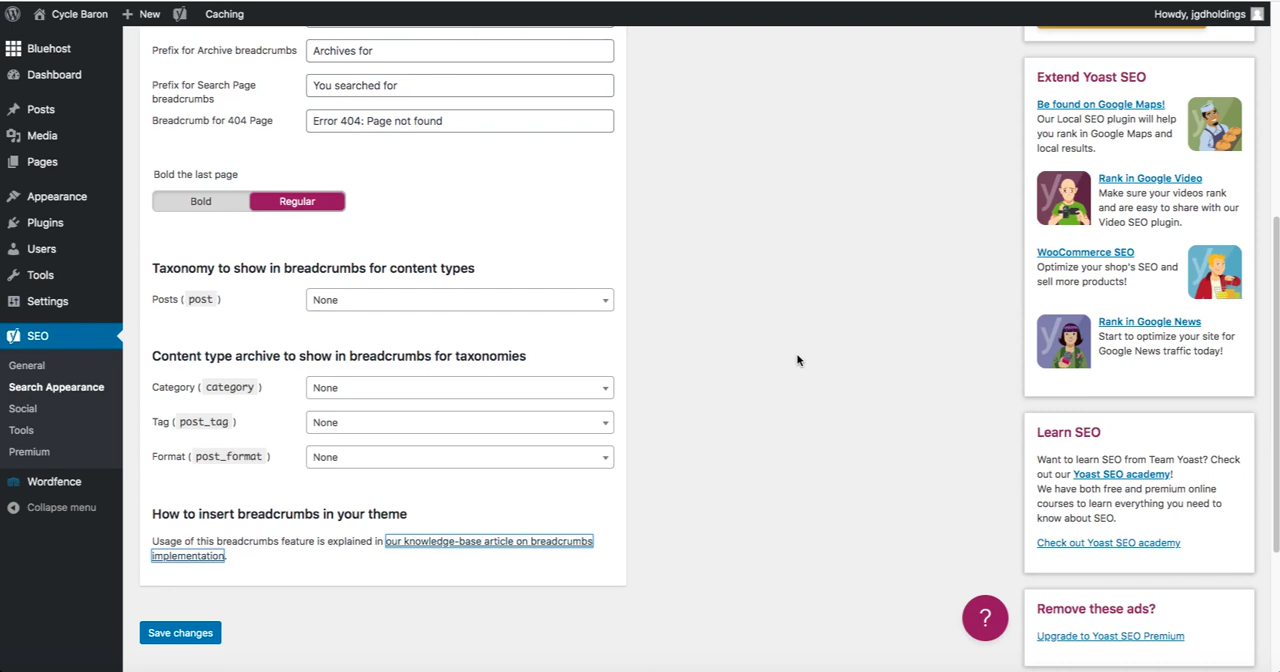 Cycle Baron
New
Caching
Howdy, jgdholdings
Bluehost
Dashboard
Posts
Media
Pages
Appearance
Plugins
Users
Tools
Settings
SEO
General
Search Appearance
Social
Tools
Premium
Wordfence
Collapse menu
Prefix for Archive breadcrumbs
Archives for
Prefix for Search Page
breadcrumbs
You searched for
Breadcrumb for 404 Page
Error 404: Page not found
Bold the last page
Bold
Regular
Taxonomy to show in breadcrumbs for content types
Posts ( post )
None
Content type archive to show in breadcrumbs for taxonomies
Category ( category )
None
Tag ( post_tag )
None
Format ( post_format )
None
How to insert breadcrumbs in your theme
Usage of this breadcrumbs feature is explained in our knowledge-base article on breadcrumbs
implementation.
Save changes
?
Extend Yoast SEO
Be found on Google Maps!
Our Local SEO plugin will help
you rank in Google Maps and
local results.
Rank in Google Video
Make sure your videos rank
and are easy to share with our
Video SEO plugin.
WooCommerce SEO
Optimize your shop's SEO and
sell more products!
Rank in Google News
Start to optimize your site for
Google News traffic today!
Learn SEO
Want to learn SEO from Team Yoast? Check
out our Yoast SEO academy!
We have both free and premium online
courses to learn everything you need to
know about SEO.
Check out Yoast SEO academy
Remove these ads?
Upgrade to Yoast SEO Premium